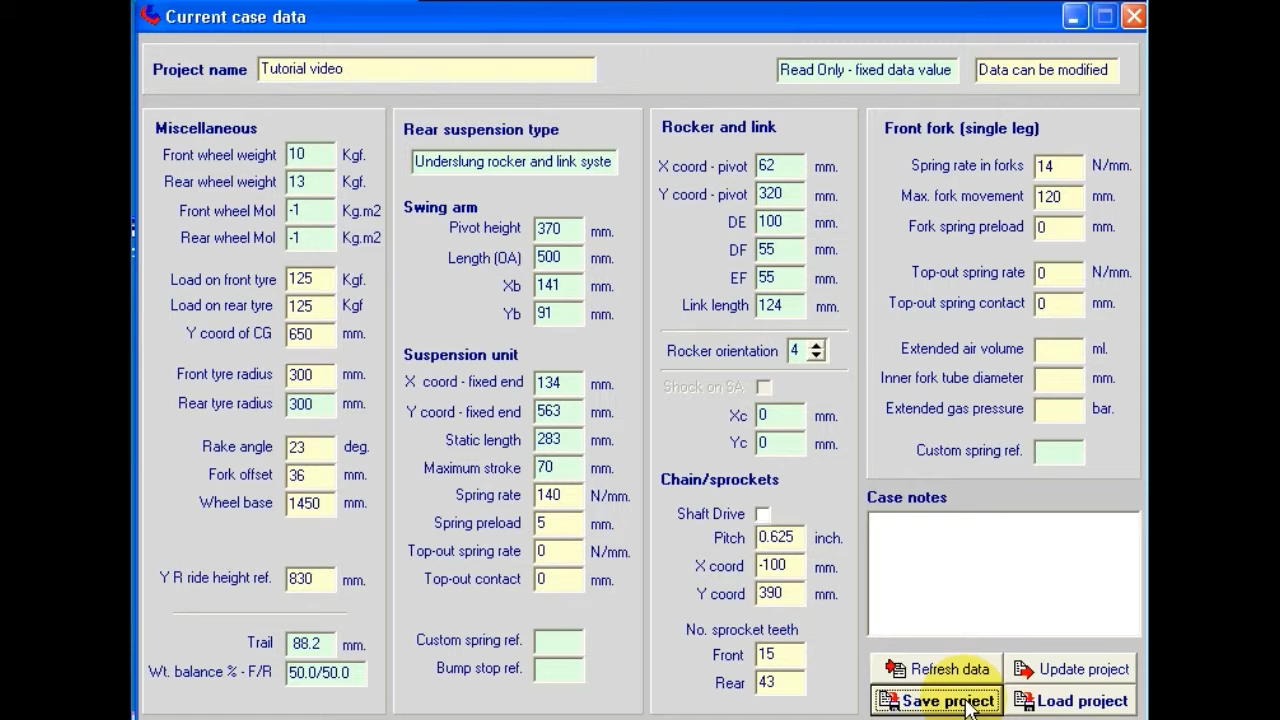 Current case data
Project name Tutorial video
Read Only - fixed data value
Data can be modified
Miscellaneous
Front wheel weight 10 Kgf.
Rear wheel weight 13 Kgf.
Front wheel MoI -1 Kg.m2
Rear wheel MoI -1 Kg.m2
Load on front tyre 125 Kgf.
Load on rear tyre 125 Kgf
Y coord of CG 650 mm.
Front tyre radius 300 mm.
Rear tyre radius 300 mm.
Rake angle 23 deg.
Fork offset 36 mm.
Wheel base 1450 mm.
Y R ride height ref. 830 mm.
Trail 88.2 mm.
Wt. balance % - F/R 50.0/50.0
Rear suspension type
Underslung rocker and link syste
Swing arm
Pivot height 370 mm.
Length (OA) 500 mm.
Xb 141 mm.
Yb 91 mm.
Suspension unit
X coord - fixed end 134 mm.
Y coord - fixed end 563 mm.
Static length 283 mm.
Maximum stroke 70 mm.
Spring rate 140 N/mm.
Spring preload 5 mm.
Top-out spring rate 0 N/mm.
Top-out contact 0 mm.
Custom spring ref.
Bump stop ref.
Rocker and link
X coord - pivot 62 mm.
Y coord - pivot 320 mm.
DE 100 mm.
DF 55 mm.
EF 55 mm.
Link length 124 mm.
Rocker orientation 4
Shock on SA
Xc 0 mm.
Yc 0 mm.
Chain/sprockets
Shaft Drive
Pitch 0.625 inch.
X coord -100 mm.
Y coord 390 mm.
No. sprocket teeth
Front 15
Rear 43
Front fork (single leg)
Spring rate in forks 14 N/mm.
Max. fork movement 120 mm.
Fork spring preload 0 mm.
Top-out spring rate 0 N/mm.
Top-out spring contact 0 mm.
Extended air volume ml.
Inner fork tube diameter mm.
Extended gas pressure bar.
Custom spring ref.
Case notes
Refresh data
Update project
Save project
Load project